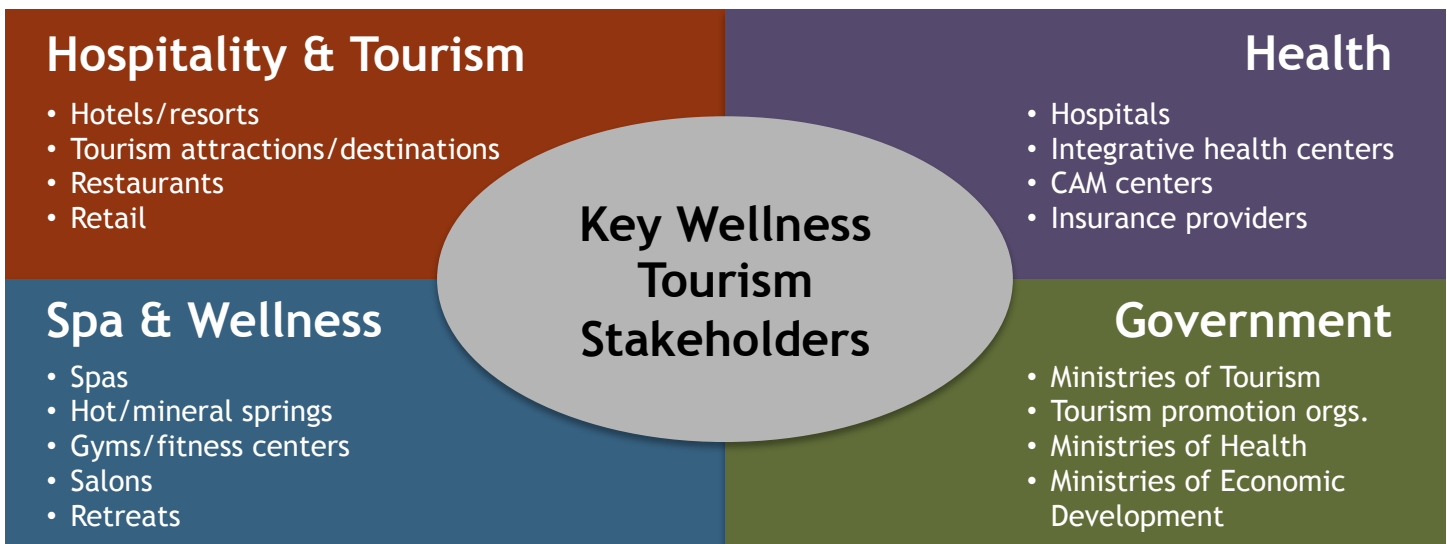 Hospitality & Tourism
• Hotels/resorts
• Tourism attractions/destinations
• Restaurants
• Retail
Health
• Hospitals
• Integrative health centers
• CAM centers
• Insurance providers
Key Wellness
Tourism
Stakeholders
Spa & Wellness
• Spas
• Hot/mineral springs
• Gyms/fitness centers
• Salons
• Retreats
Government
• Ministries of Tourism
• Tourism promotion orgs.
• Ministries of Health
• Ministries of Economic
Development